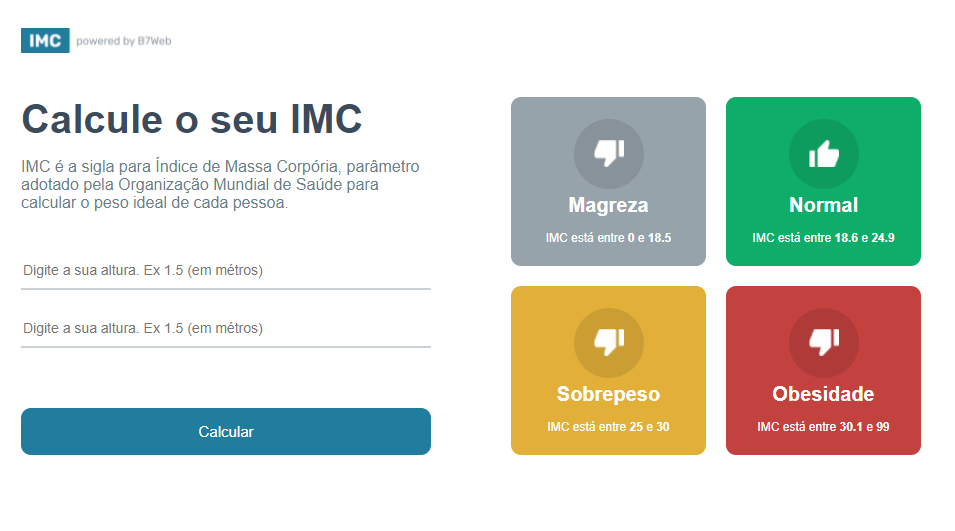 IMC powered by B7Web
Calcule o seu IMC
IMC é a sigla para Índice de Massa Corpória, parâmetro
adotado pela Organização Mundial de Saúde para
calcular o peso ideal de cada pessoa.
Digite a sua altura. Ex 1.5 (em métros)
Digite a sua altura. Ex 1.5 (em métros)
Calcular
Magreza
IMC está entre 0 e 18.5
Normal
IMC está entre 18.6 e 24.9
Sobrepeso
IMC está entre 25 e 30
Obesidade
IMC está entre 30.1 e 99